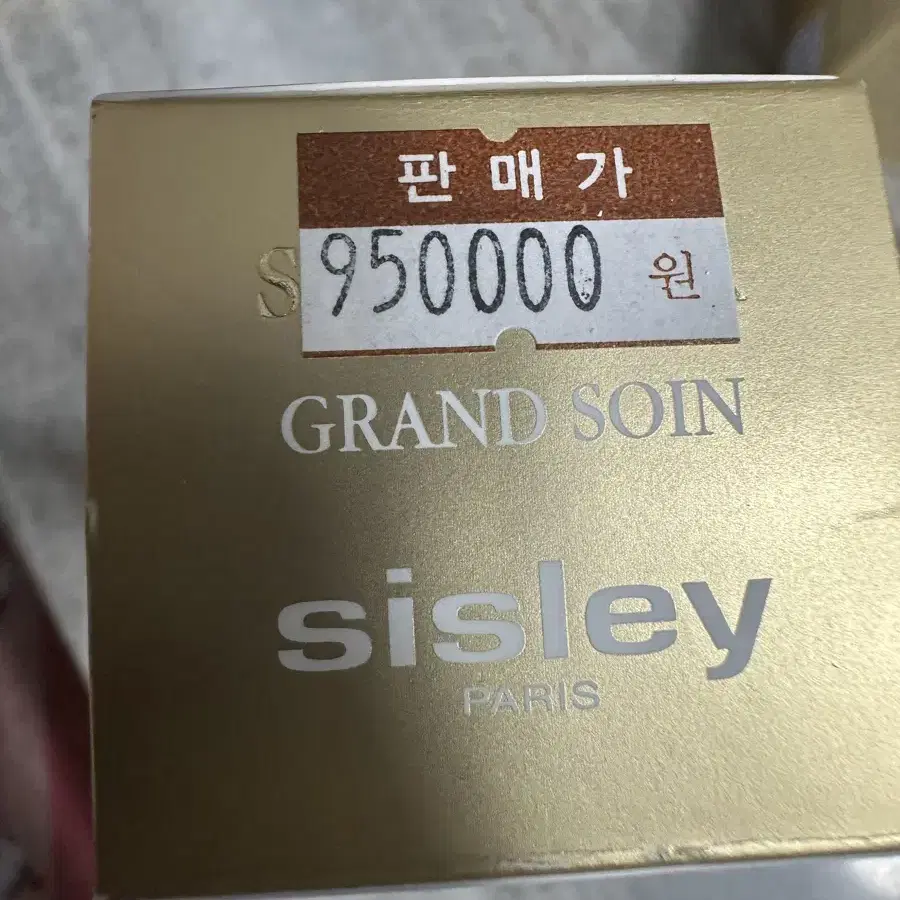 판매가
950000 원
GRAND SOIN
sisley
PARIS